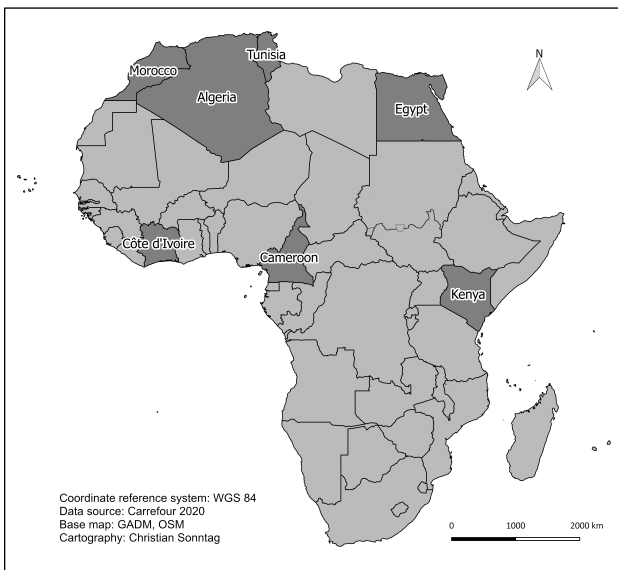 Tunisia
N
Morocco
Algeria
Egypt
Côte d'Ivoire
Cameroon
Kenya
Coordinate reference system: WGS 84
Data source: Carrefour 2020
Base map: GADM, OSM
Cartography: Christian Sonntag
0 1000 2000 km